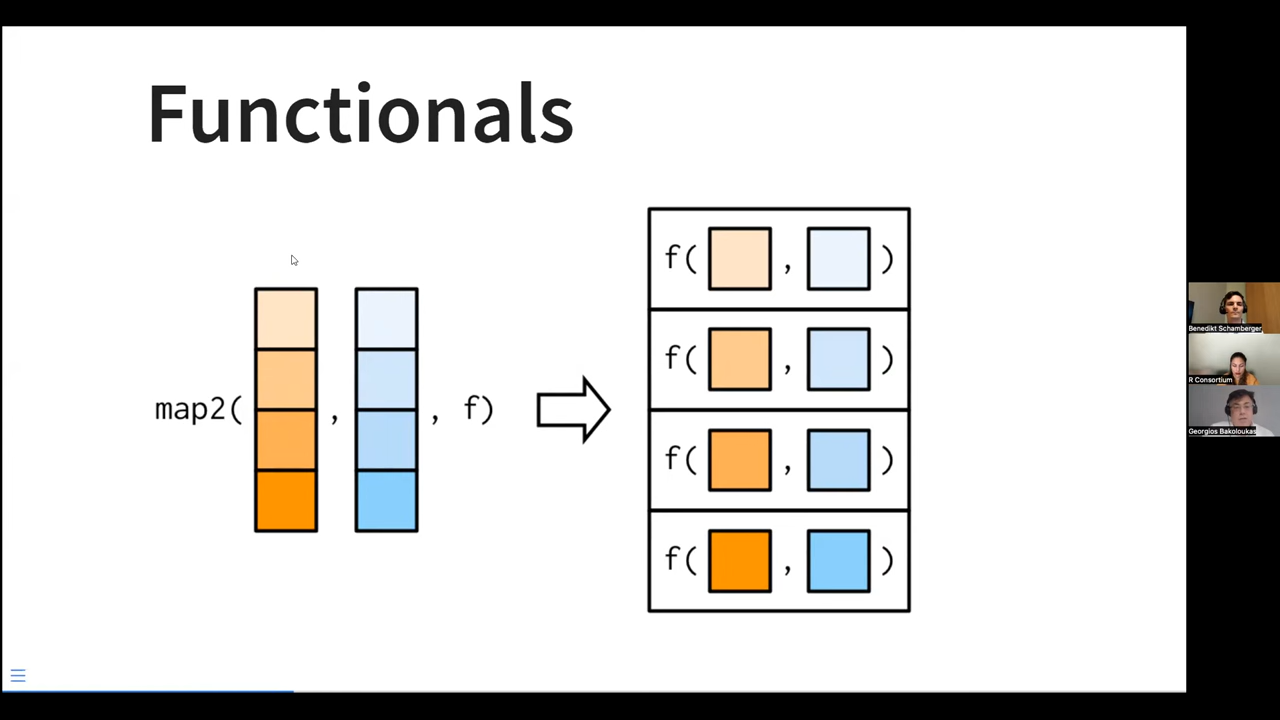 Functionals
map2( , , f)
f( , )
f( , )
f( , )
f( , )
Benedikt Schamberger
R Consortium
Georgios Bakoloukas